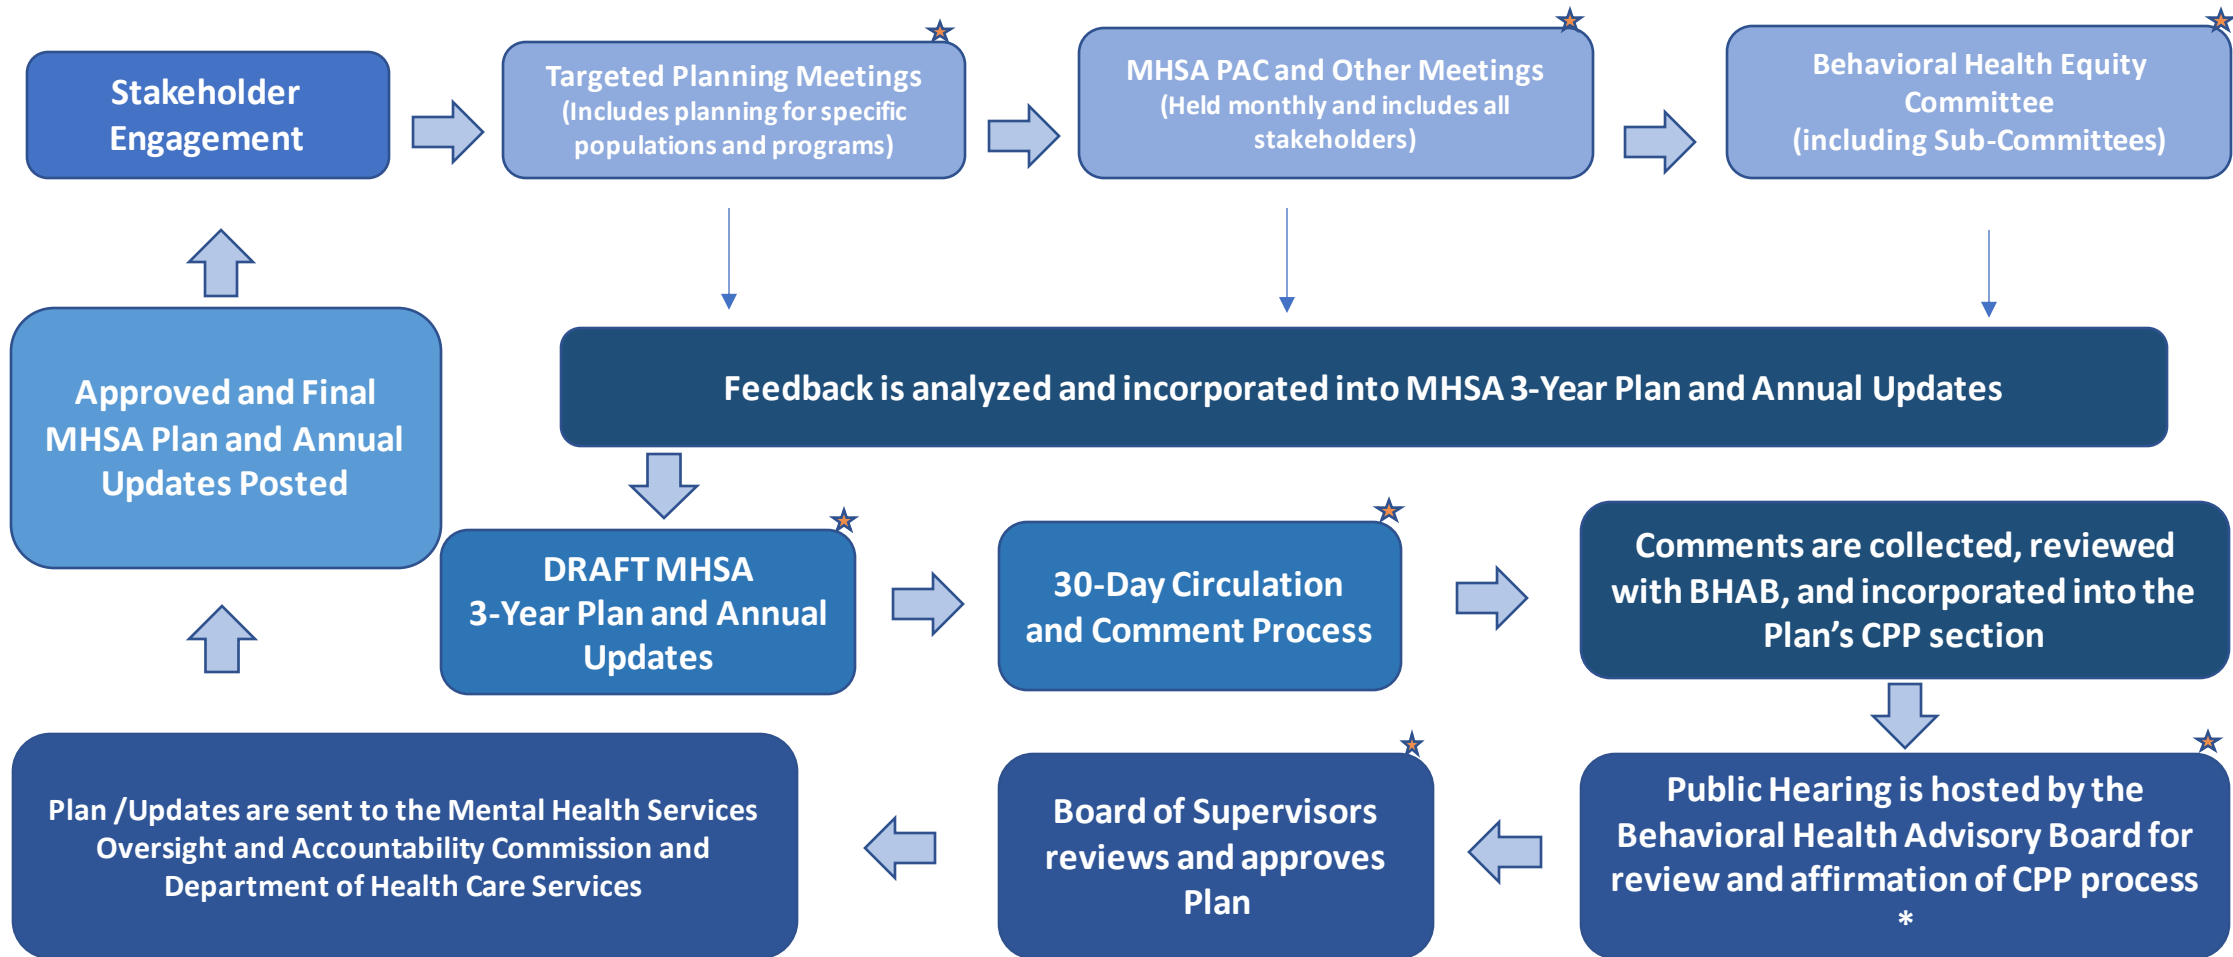 Stakeholder
Engagement
Targeted Planning Meetings
(Includes planning for specific
populations and programs)
MHSA PAC and Other Meetings
(Held monthly and includes all
stakeholders)
Behavioral Health Equity
Committee
(including Sub-Committees)
Approved and Final
MHSA Plan and Annual
Updates Posted
Feedback is analyzed and incorporated into MHSA 3-Year Plan and Annual Updates
DRAFT MHSA
3-Year Plan and Annual
Updates
30-Day Circulation
and Comment Process
Comments are collected, reviewed
with BHAB, and incorporated into the
Plan’s CPP section
Plan /Updates are sent to the Mental Health Services
Oversight and Accountability Commission and
Department of Health Care Services
Board of Supervisors
reviews and approves
Plan
Public Hearing is hosted by the
Behavioral Health Advisory Board for
review and affirmation of CPP process
*